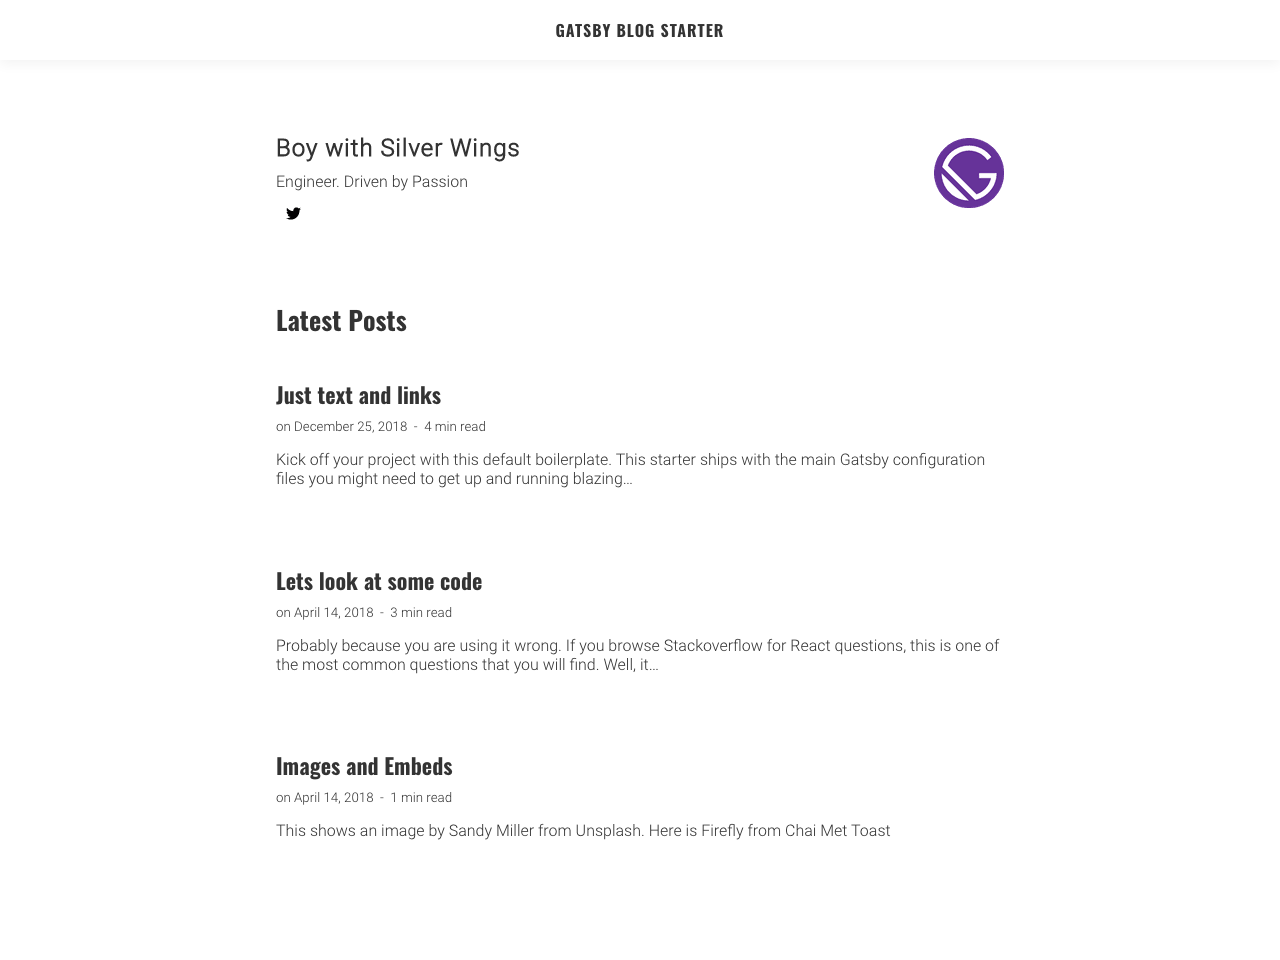 GATSBY BLOG STARTER
Boy with Silver Wings
Engineer. Driven by Passion
Latest Posts
Just text and links
on December 25, 2018 - 4 min read
Kick off your project with this default boilerplate. This starter ships with the main Gatsby configuration
files you might need to get up and running blazing…
Lets look at some code
on April 14, 2018 - 3 min read
Probably because you are using it wrong. If you browse Stackoverflow for React questions, this is one of
the most common questions that you will find. Well, it…
Images and Embeds
on April 14, 2018 - 1 min read
This shows an image by Sandy Miller from Unsplash. Here is Firefly from Chai Met Toast